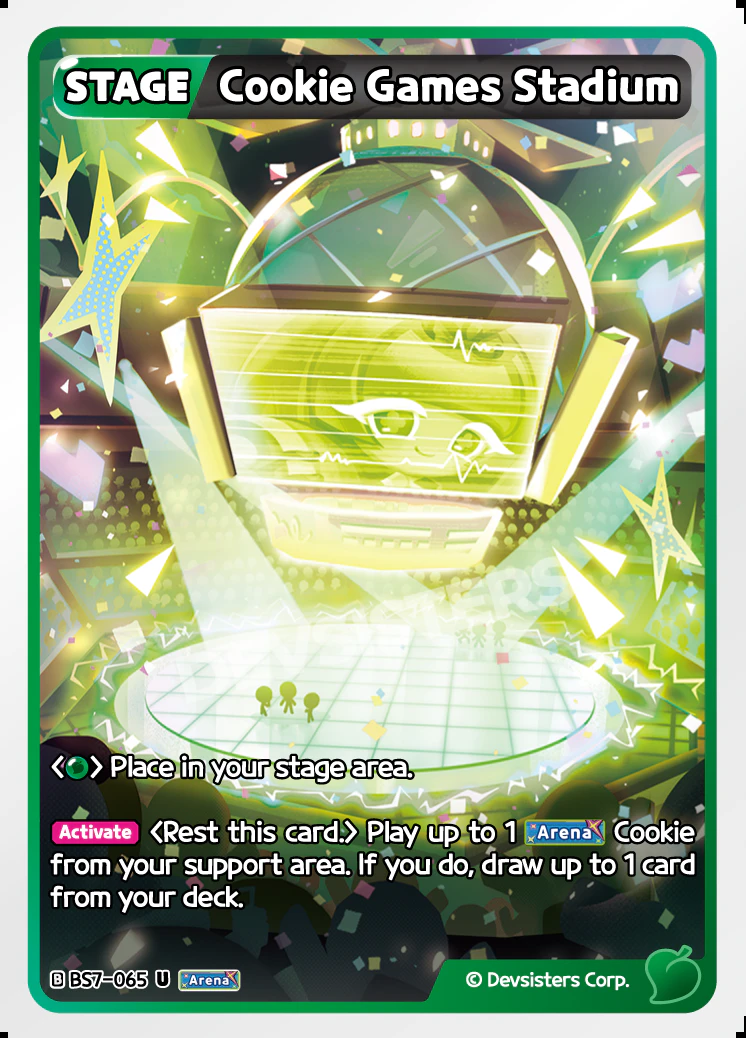 STAGE Cookie Games Stadium
DEVSISTERS
< > Place in your stage area.
Activate <Rest this card.> Play up to 1 Arena Cookie
from your support area. If you do, draw up to 1 card
from your deck.
B BS7-065 U Arena
© Devsisters Corp.